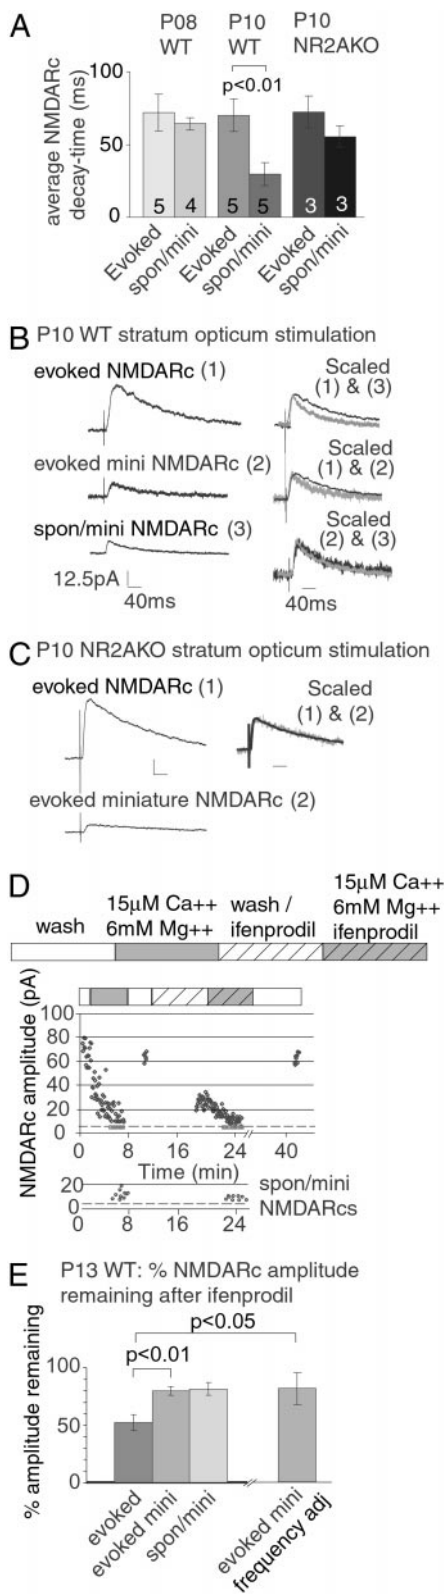 A
P08
WT
P10
WT
P10
NR2AKO
p<0.01
average NMDARc
decay-time (ms)
100
50
0
5 4 5 5 3 3
Evoked
spon/mini
Evoked
spon/mini
Evoked
spon/mini
B P10 WT stratum opticum stimulation
evoked NMDARc (1)
Scaled
(1) & (3)
evoked mini NMDARc (2)
Scaled
(1) & (2)
spon/mini NMDARc (3)
Scaled
(2) & (3)
12.5pA
40ms
40ms
C P10 NR2AKO stratum opticum stimulation
evoked NMDARc (1)
Scaled
(1) & (2)
evoked miniature NMDARc (2)
D
wash
15µM Ca++
6mM Mg++
wash /
ifenprodil
15µM Ca++
6mM Mg++
ifenprodil
NMDARc amplitude (pA)
100
80
60
40
20
0
0 8 16 24 40
Time (min)
20
0
spon/mini
NMDARcs
0 8 16 24
E P13 WT: % NMDARc amplitude
remaining after ifenprodil
p<0.05
p<0.01
% amplitude remaining
100
50
0
evoked
evoked mini
spon/mini
evoked mini
frequency adj